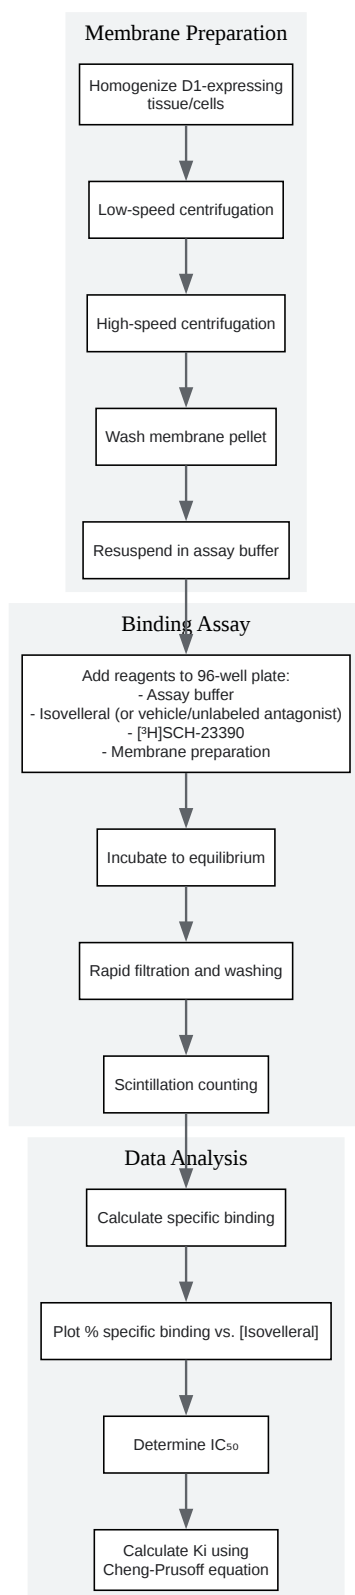 Membrane Preparation
Homogenize D1-expressing
tissue/cells
Low-speed centrifugation
High-speed centrifugation
Wash membrane pellet
Resuspend in assay buffer
Binding Assay
Add reagents to 96-well plate:
- Assay buffer
- Isovelleral (or vehicle/unlabeled antagonist)
- [³H]SCH-23390
- Membrane preparation
Incubate to equilibrium
Rapid filtration and washing
Scintillation counting
Data Analysis
Calculate specific binding
Plot % specific binding vs. [Isovelleral]
Determine IC₅₀
Calculate Ki using
Cheng-Prusoff equation